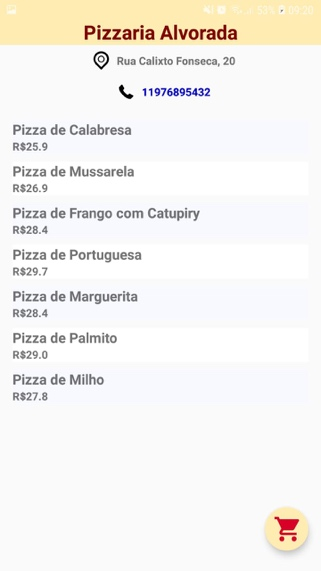 53% 09:20
Pizzaria Alvorada
Rua Calixto Fonseca, 20
11976895432
Pizza de Calabresa
R$25.9
Pizza de Mussarela
R$26.9
Pizza de Frango com Catupiry
R$28.4
Pizza de Portuguesa
R$29.7
Pizza de Marguerita
R$28.4
Pizza de Palmito
R$29.0
Pizza de Milho
R$27.8